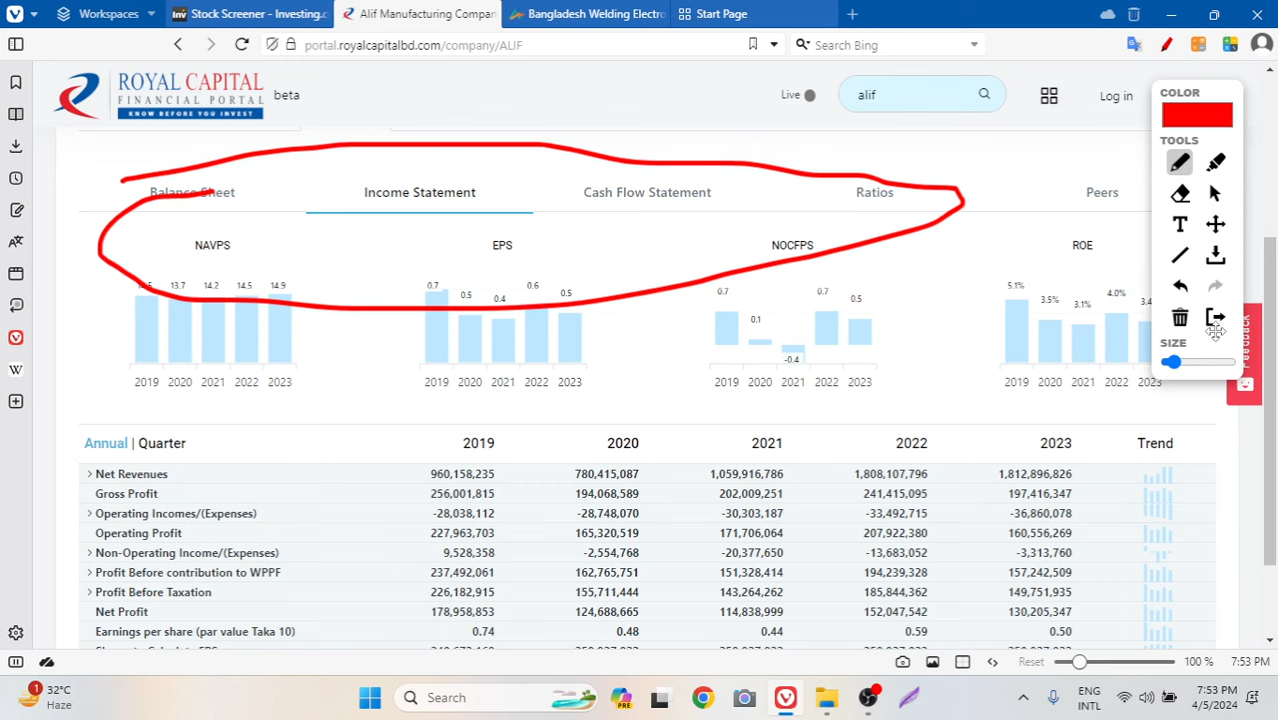 Workspaces Stock Screener - Investing.c Alif Manufacturing Compan Bangladesh Welding Electro Start Page
portal.royalcapitalbd.com/company/ALIF Search Bing
ROYAL CAPITAL
FINANCIAL PORTAL
KNOW BEFORE YOU INVEST
beta
Live
alif
Log in
COLOR
TOOLS
SIZE
Feedback
Balance Sheet Income Statement Cash Flow Statement Ratios Peers
NAVPS EPS NOCFPS ROE
13.7 14.2 14.5 14.9
2019 2020 2021 2022 2023
0.7 0.5 0.4 0.6 0.5
2019 2020 2021 2022 2023
0.7 0.1 -0.4 0.7 0.5
2019 2020 2021 2022 2023
5.1% 3.5% 3.1% 4.0% 3.4
2019 2020 2021 2022 2023
Annual | Quarter 2019 2020 2021 2022 2023 Trend
Net Revenues 960,158,235 780,415,087 1,059,916,786 1,808,107,796 1,812,896,826
Gross Profit 256,001,815 194,068,589 202,009,251 241,415,095 197,416,347
Operating Incomes/(Expenses) -28,038,112 -28,748,070 -30,303,187 -33,492,715 -36,860,078
Operating Profit 227,963,703 165,320,519 171,706,064 207,922,380 160,556,269
Non-Operating Income/(Expenses) 9,528,358 -2,554,768 -20,377,650 -13,683,052 -3,313,760
Profit Before contribution to WPPF 237,492,061 162,765,751 151,328,414 194,239,328 157,242,509
Profit Before Taxation 226,182,915 155,711,444 143,264,262 185,844,362 149,751,935
Net Profit 178,958,853 124,688,665 114,838,999 152,047,542 130,205,347
Earnings per share (par value Taka 10) 0.74 0.48 0.44 0.59 0.50
Reset 100 % 7:53 PM
1
32°C
Haze
Search
PRE
ENG
INTL
7:53 PM
4/5/2024